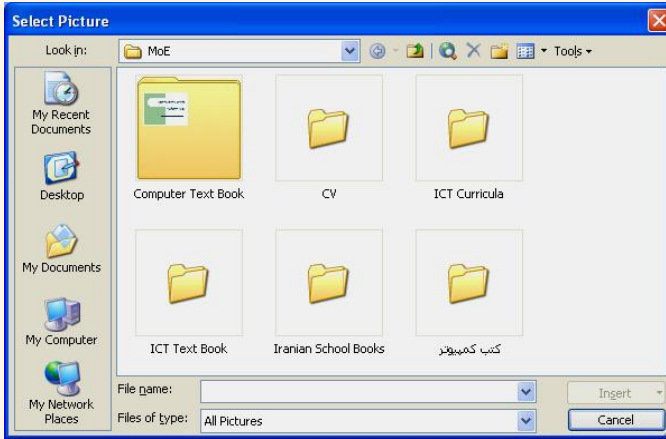 Select Picture
Look in:
MoE
Tools
My Recent
Documents
Desktop
My Documents
My Computer
My Network
Places
Computer Text Book
CV
ICT Curricula
ICT Text Book
Iranian School Books
کتب کمپیوتر
File name:
Insert
Files of type:
All Pictures
Cancel